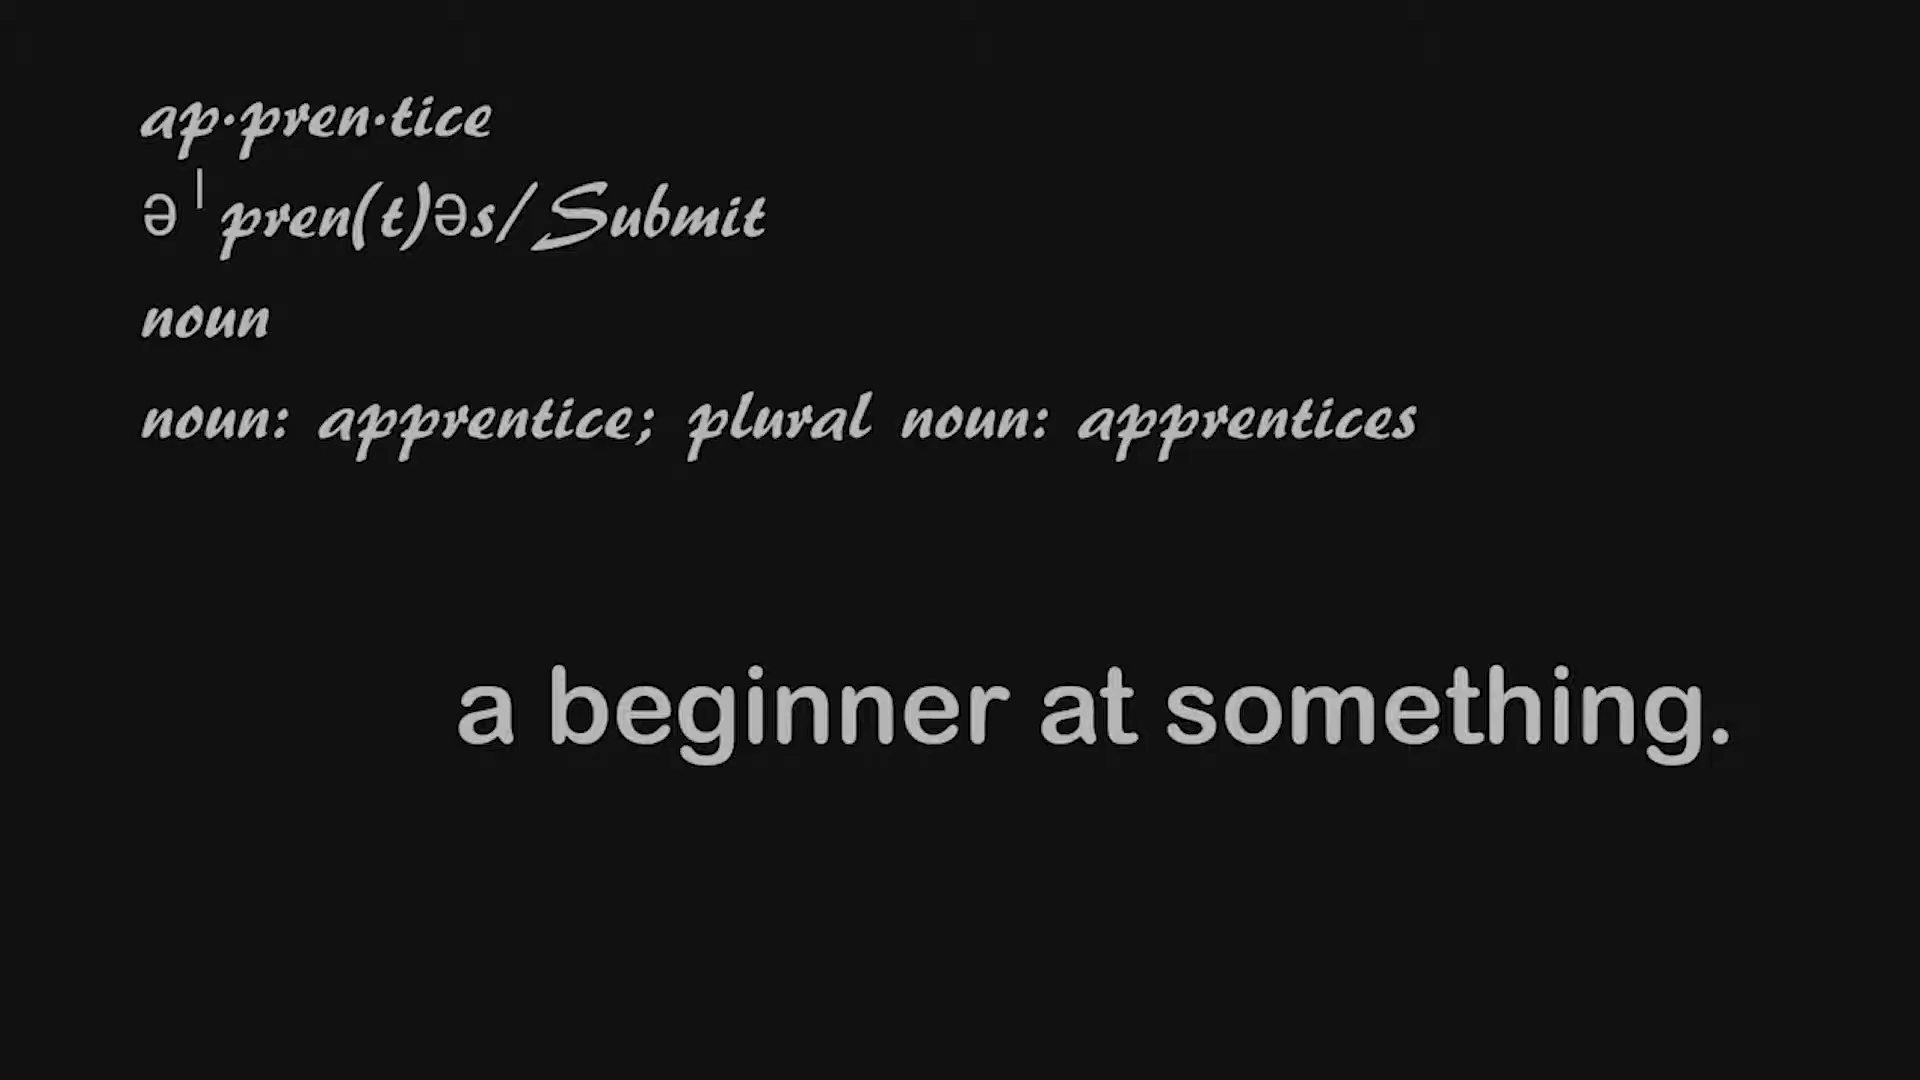 ap·pren·tice
əˈpren(t)əs/Submit
noun
noun: apprentice; plural noun: apprentices
a beginner at something.